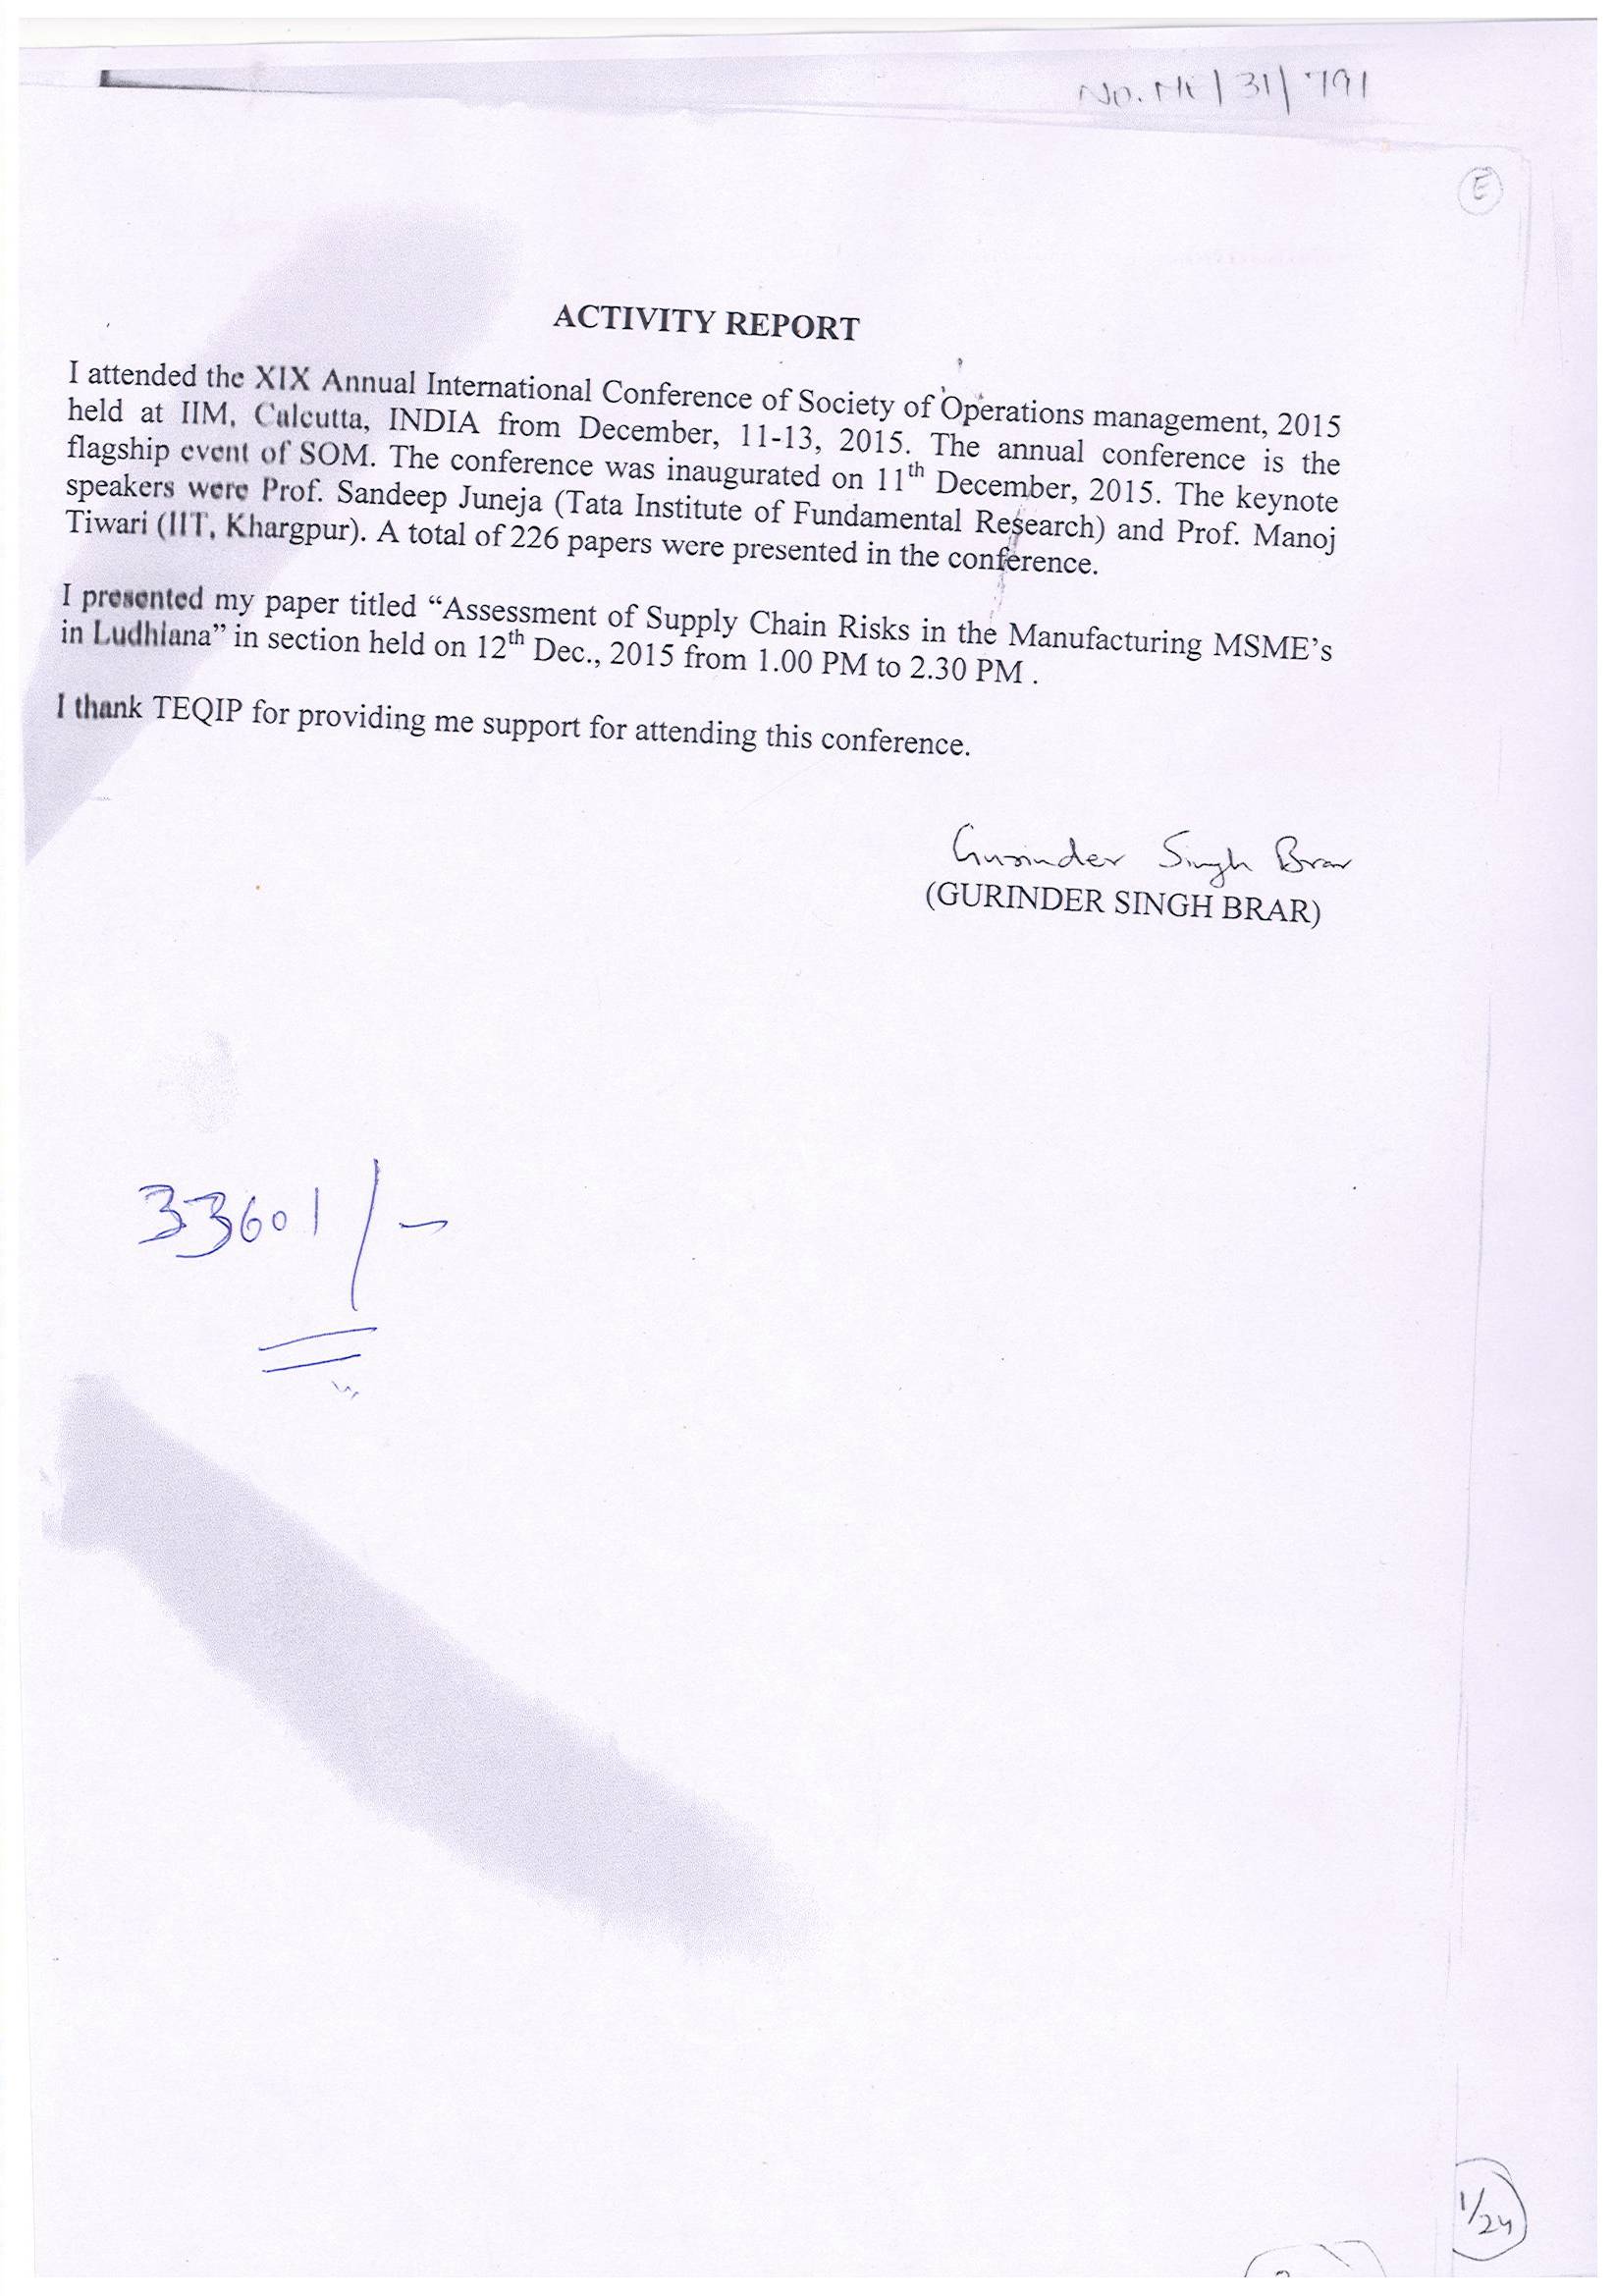 No. ME/31/791
E
ACTIVITY REPORT
I attended the XIX Annual International Conference of Society of Operations management, 2015
held at IIM, Calcutta, INDIA from December, 11-13, 2015. The annual conference is the
flagship event of SOM. The conference was inaugurated on 11th December, 2015. The keynote
speakers were Prof. Sandeep Juneja (Tata Institute of Fundamental Research) and Prof. Manoj
Tiwari (IIT, Khargpur). A total of 226 papers were presented in the conference.
I presented my paper titled “Assessment of Supply Chain Risks in the Manufacturing MSME’s
in Ludhiana” in section held on 12th Dec., 2015 from 1.00 PM to 2.30 PM .
I thank TEQIP for providing me support for attending this conference.
Gurinder Singh Brar
(GURINDER SINGH BRAR)
33601/-
1/24